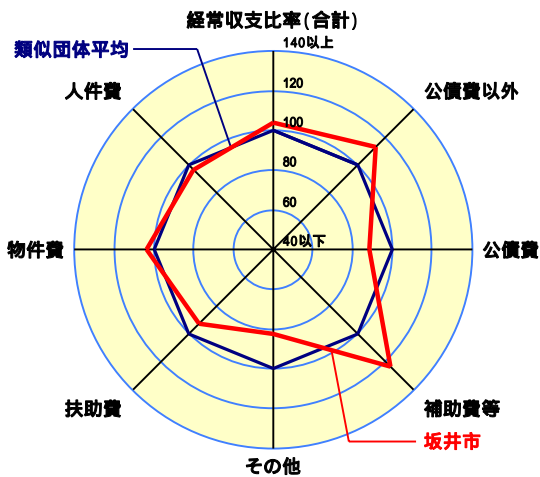 経常収支比率(合計)
140以上
類似団体平均
120
人件費
公債費以外
100
80
60
40以下
物件費
公債費
扶助費
補助費等
坂井市
その他